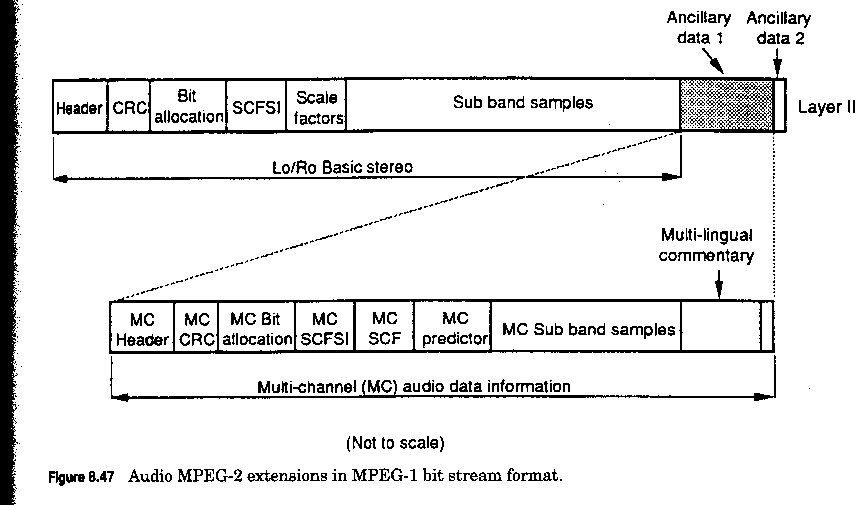 Ancillary Ancillary
data 1 data 2
Header CRC Bit allocation SCFSI Scale factors Sub band samples Layer II
Lo/Ro Basic stereo
Multi-lingual
commentary
MC Header MC CRC MC Bit allocation MC SCFSI MC SCF MC predictor MC Sub band samples
Multi-channel (MC) audio data information
(Not to scale)
Figure 8.47 Audio MPEG-2 extensions in MPEG-1 bit stream format.